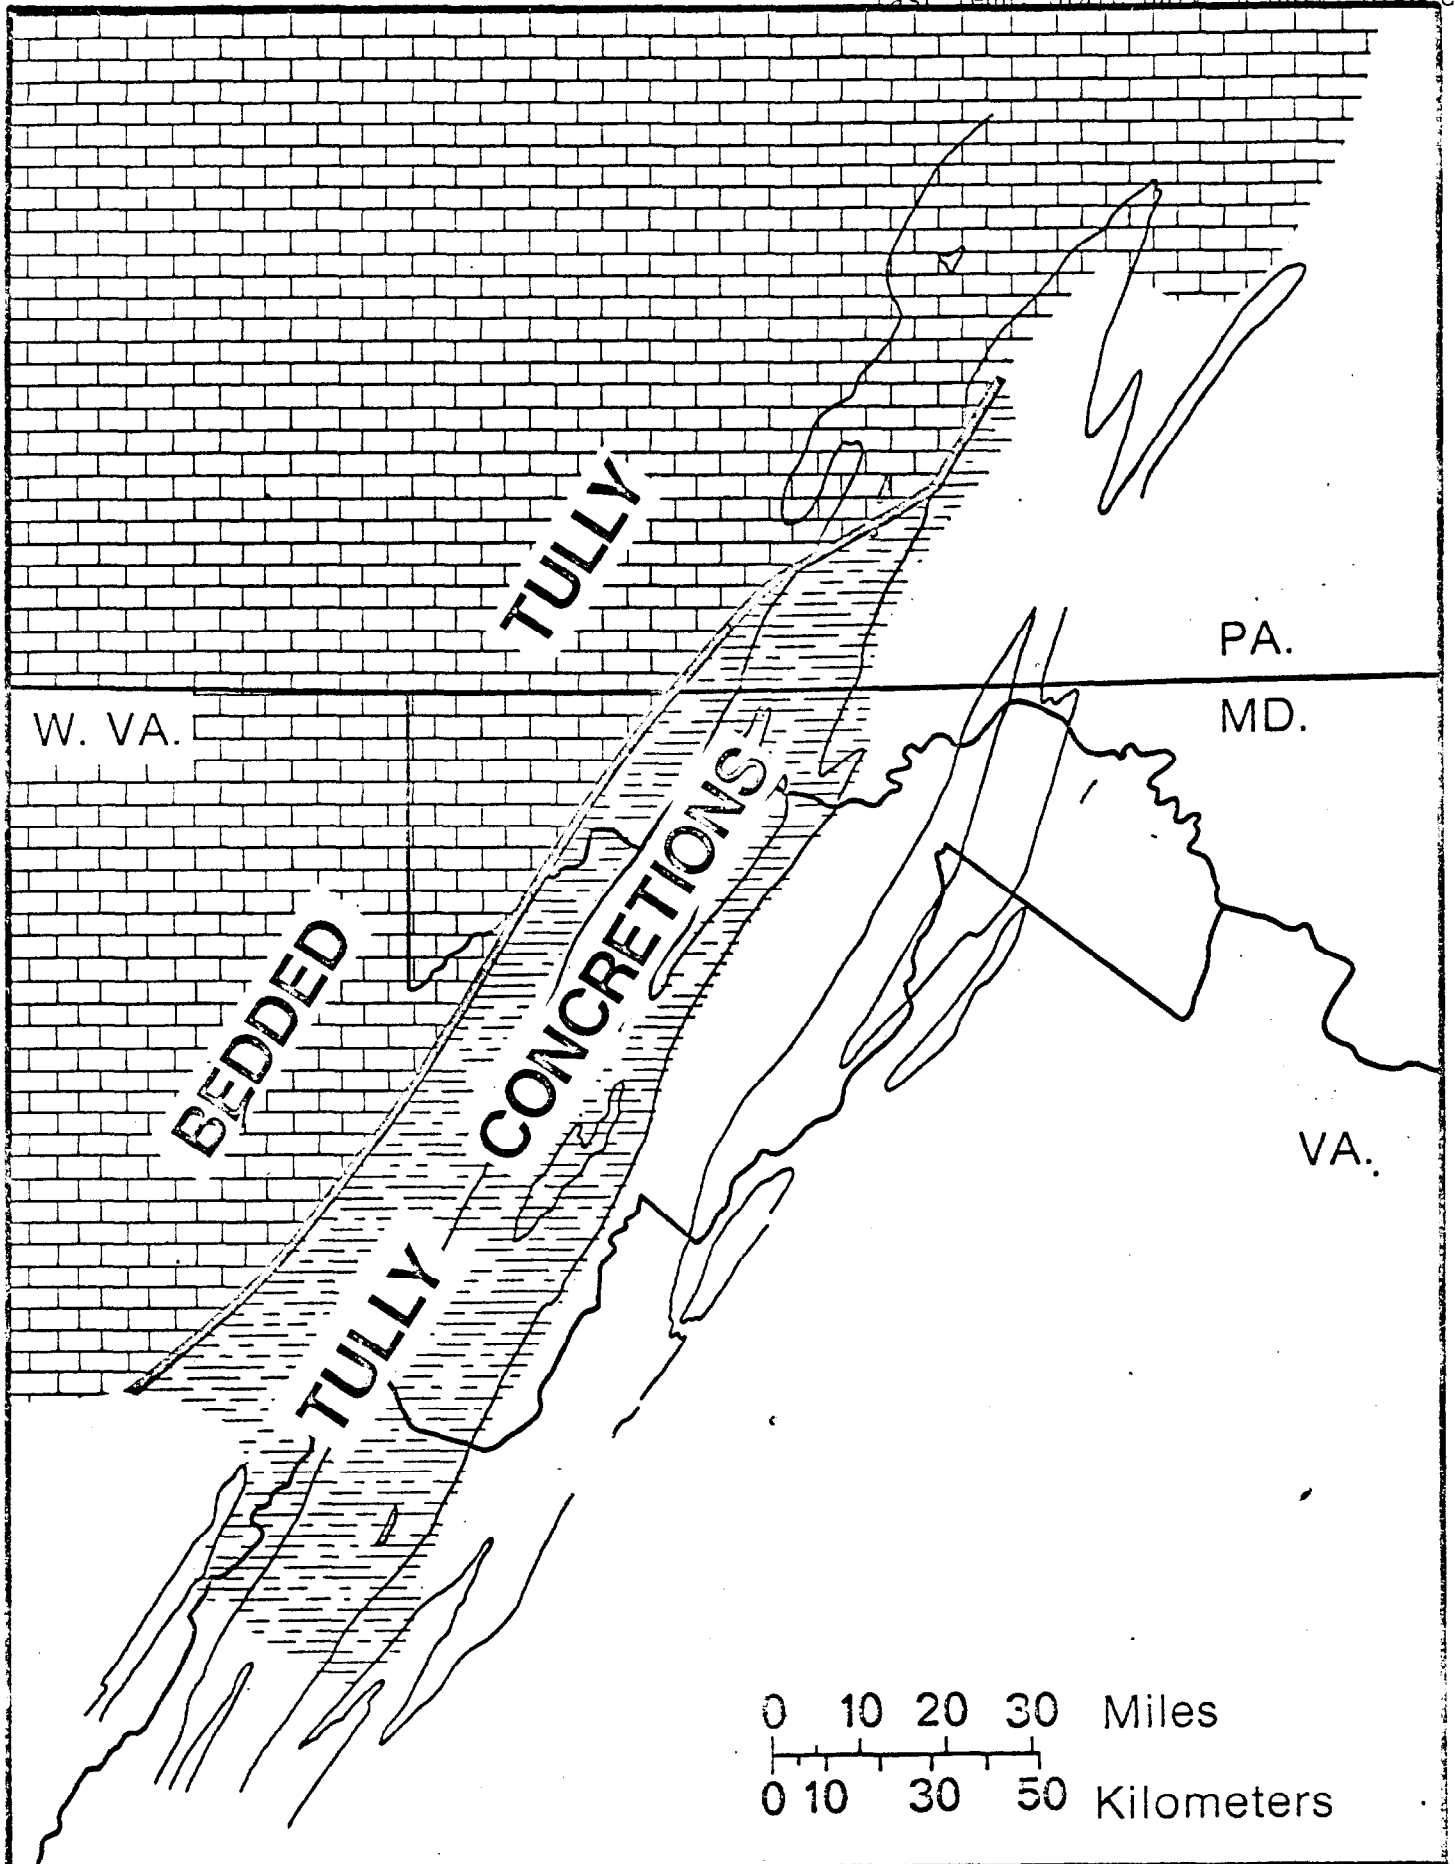 TULLY
PA.
W. VA.
MD.
BEDDED
CONCRETIONS
VA.
TULLY
0 10 20 30 Miles
0 10 30 50 Kilometers